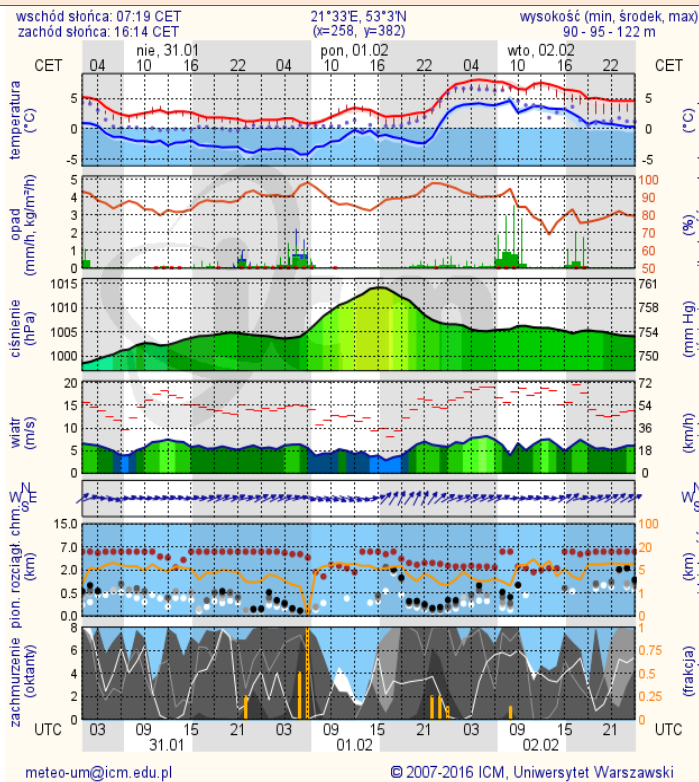 wschód słońca: 07:19 CET 21°33'E, 53°3'N wysokość (min, środek, max)
zachód słońca: 16:14 CET (x=258, y=382) 90 - 95 - 122 m
nie, 31.01 pon, 01.02 wto, 02.02
CET 04 10 16 22 04 10 16 22 04 10 16 22 CET
temperatura (°C) 5 0 -5 5 0 -5 (°C)
opad (mm/h, kg/m²/h) 5 4 3 2 1 0 100 90 80 70 60 50 (%)
ciśnienie (hPa) 1015 1010 1005 1000 761 758 754 750 (mm Hg)
wiatr (m/s) 20 15 10 5 0 72 54 36 18 0 (km/h)
N W E S N W E S
pion. rozciągł. chm. (km) 15.0 7.0 2.0 0.5 0.0 100 20 5 1 0 (km)
zachmurzenie (oktanty) 8 6 4 2 0 1 0.75 0.5 0.25 0 (frakcja)
UTC 03 09 15 21 03 09 15 21 03 09 15 21 UTC
31.01 01.02 02.02
meteo-um@icm.edu.pl © 2007-2016 ICM, Uniwersytet Warszawski